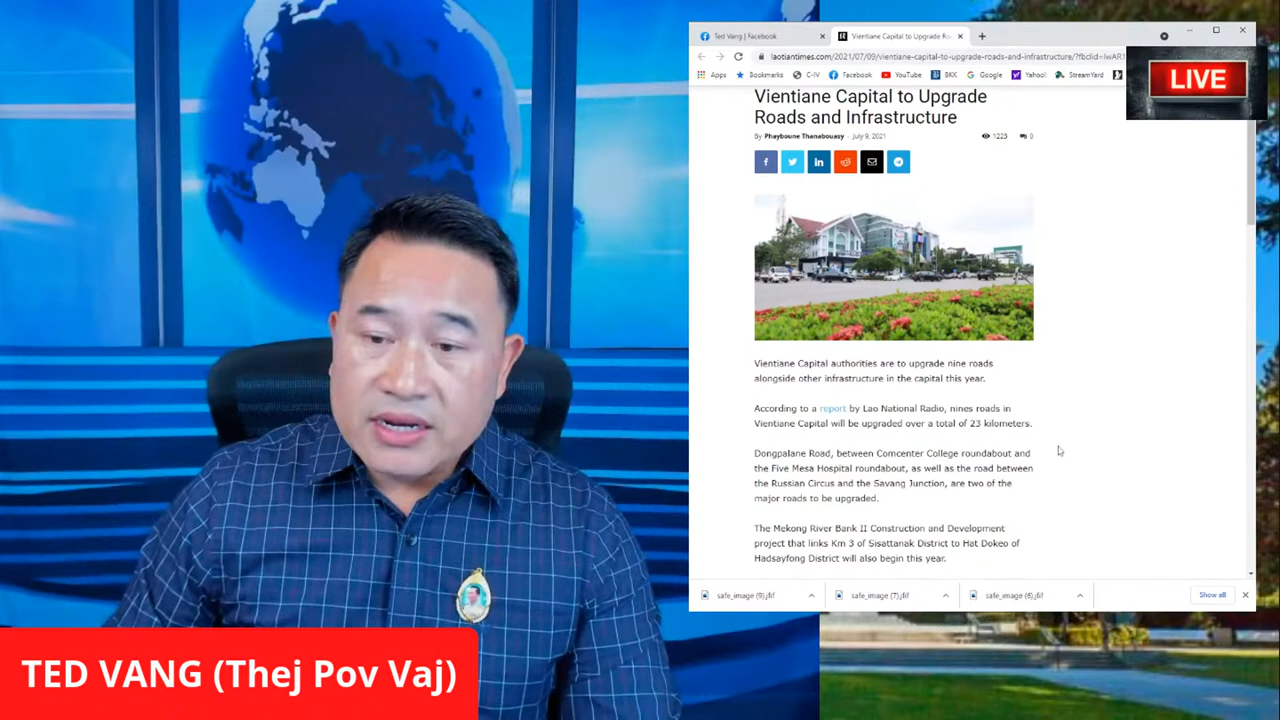 Ted Vang | Facebook
Vientiane Capital to Upgrade Ro
laotiantimes.com/2021/07/09/vientiane-capital-to-upgrade-roads-and-infrastructure/?fbclid=IwAR1
Apps
Bookmarks
C-IV
Facebook
YouTube
BKK
Google
Yahoo!
StreamYard
LIVE
Vientiane Capital to Upgrade
Roads and Infrastructure
By Phayboune Thanabouasy - July 9, 2021
1223
0
Vientiane Capital authorities are to upgrade nine roads
alongside other infrastructure in the capital this year.
According to a report by Lao National Radio, nines roads in
Vientiane Capital will be upgraded over a total of 23 kilometers.
Dongpalane Road, between Comcenter College roundabout and
the Five Mesa Hospital roundabout, as well as the road between
the Russian Circus and the Savang Junction, are two of the
major roads to be upgraded.
The Mekong River Bank II Construction and Development
project that links Km 3 of Sisattanak District to Hat Dokeo of
Hadsayfong District will also begin this year.
safe_image (9).jfif
safe_image (7).jfif
safe_image (6).jfif
Show all
TED VANG (Thej Pov Vaj)